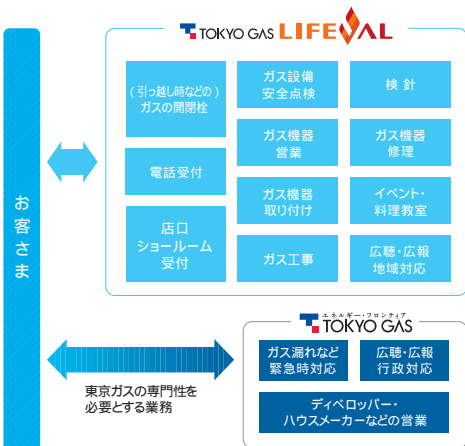 TOKYO GAS LIFEVAL
(引っ越し時などの)
ガスの開閉栓
電話受付
店口
ショールーム
受付
ガス設備
安全点検
ガス機器
営業
ガス機器
取り付け
ガス工事
検針
ガス機器
修理
イベント・
料理教室
広聴・広報
地域対応
お客さま
東京ガスの専門性を
必要とする業務
エネルギー・フロンティア
TOKYO GAS
ガス漏れなど
緊急時対応
広聴・広報
行政対応
ディベロッパー・
ハウスメーカーなどの営業